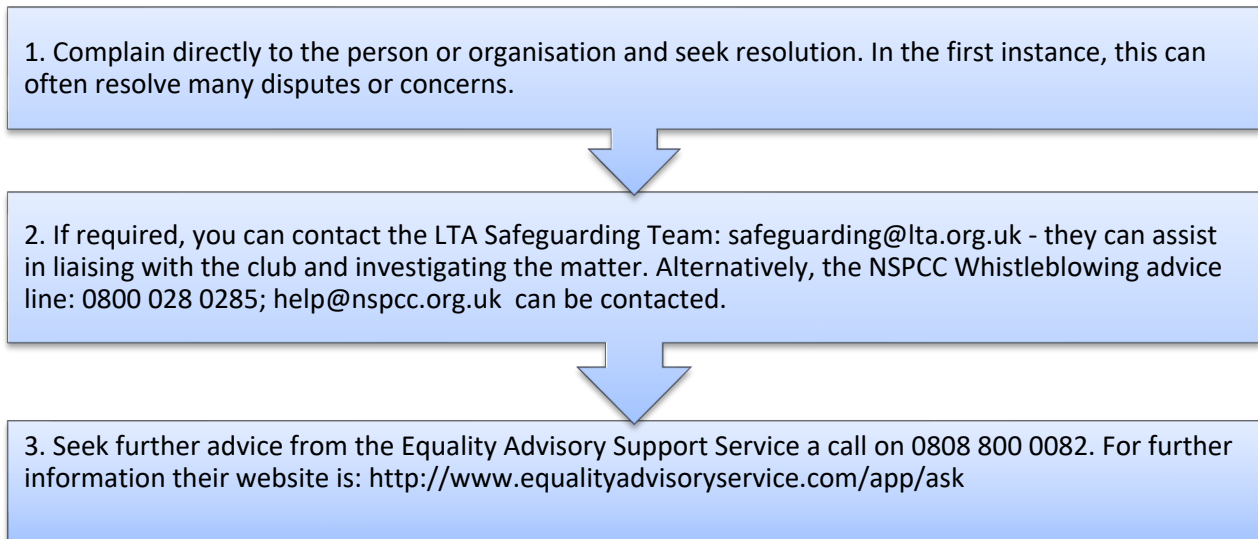 1. Complain directly to the person or organisation and seek resolution. In the first instance, this can
often resolve many disputes or concerns.
2. If required, you can contact the LTA Safeguarding Team: safeguarding@lta.org.uk - they can assist
in liaising with the club and investigating the matter. Alternatively, the NSPCC Whistleblowing advice
line: 0800 028 0285; help@nspcc.org.uk  can be contacted.
3. Seek further advice from the Equality Advisory Support Service a call on 0808 800 0082. For further
information their website is: http://www.equalityadvisoryservice.com/app/ask